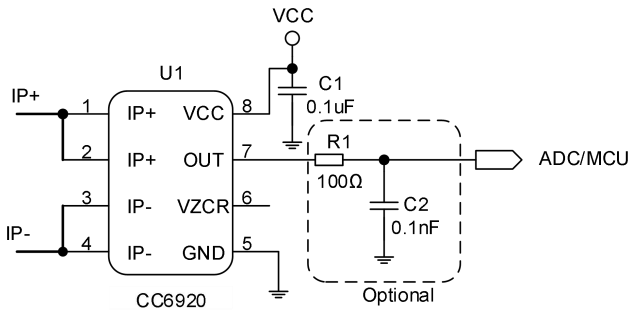 VCC
U1
C1
0.1uF
IP+
1 IP+ VCC 8
2 IP+ OUT 7
R1
100Ω
ADC/MCU
3 IP- VZCR 6
C2
0.1nF
IP-
4 IP- GND 5
CC6920
Optional